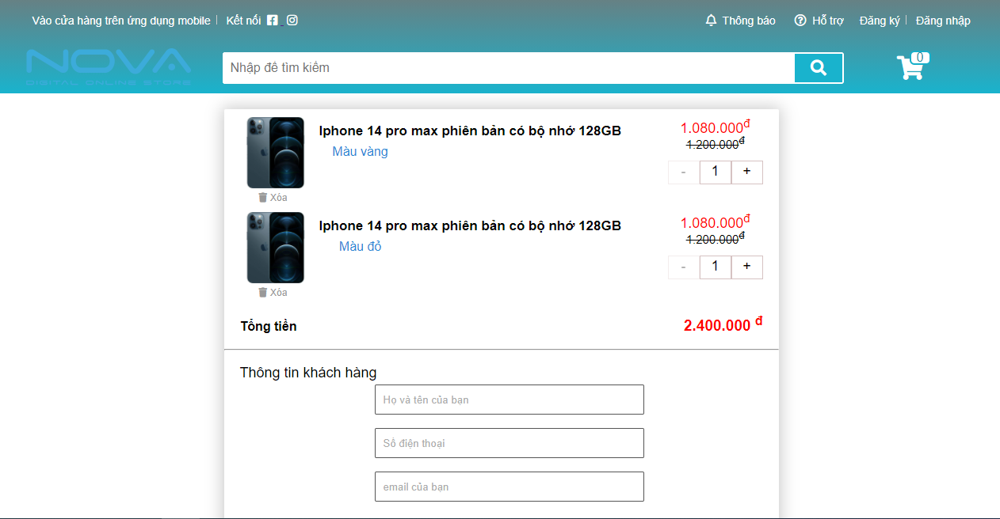 Vào cửa hàng trên ứng dụng mobile Kết nối Thông báo Hỗ trợ Đăng ký Đăng nhập
NOVA
DIGITAL ONLINE STORE
Nhập để tìm kiếm 0
Iphone 14 pro max phiên bản có bộ nhớ 128GB 1.080.000đ
Màu vàng 1.200.000đ
- 1 +
Xóa
Iphone 14 pro max phiên bản có bộ nhớ 128GB 1.080.000đ
Màu đỏ 1.200.000đ
- 1 +
Xóa
Tổng tiền 2.400.000 đ
Thông tin khách hàng
Họ và tên của bạn
Số điện thoại
email của bạn